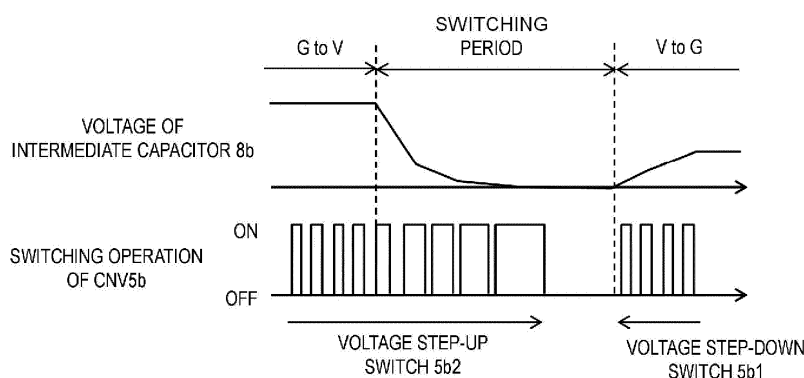 SWITCHING
PERIOD
G to V
V to G
VOLTAGE OF
INTERMEDIATE CAPACITOR 8b
SWITCHING OPERATION
OF CNV5b
ON
OFF
VOLTAGE STEP-UP
SWITCH 5b2
VOLTAGE STEP-DOWN
SWITCH 5b1